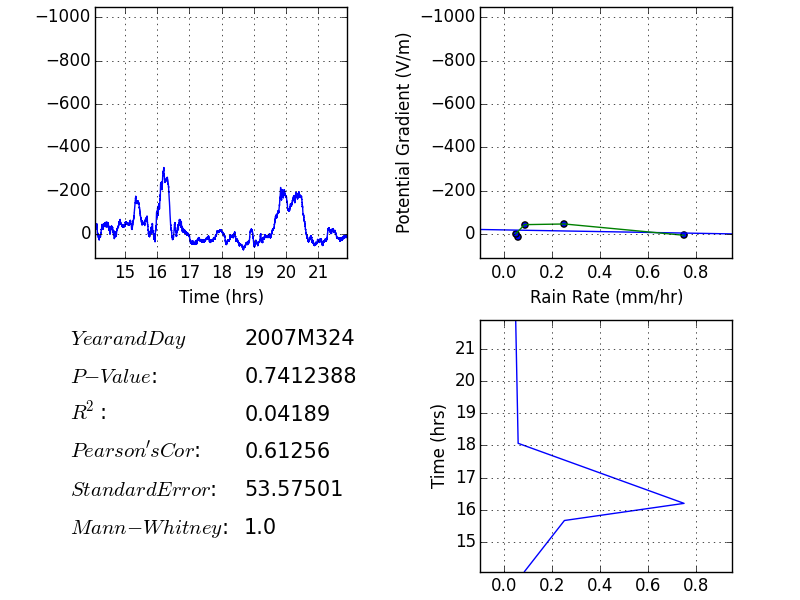 −1000
−800
−600
−400
−200
0
15 16 17 18 19 20 21
Time (hrs)
Potential Gradient (V/m)
−1000
−800
−600
−400
−200
0
0.0 0.2 0.4 0.6 0.8
Rain Rate (mm/hr)
YearandDay 2007M324
P−Value: 0.7412388
R²: 0.04189
Pearson′sCor: 0.61256
StandardError: 53.57501
Mann−Whitney: 1.0
Time (hrs)
21
20
19
18
17
16
15
0.0 0.2 0.4 0.6 0.8